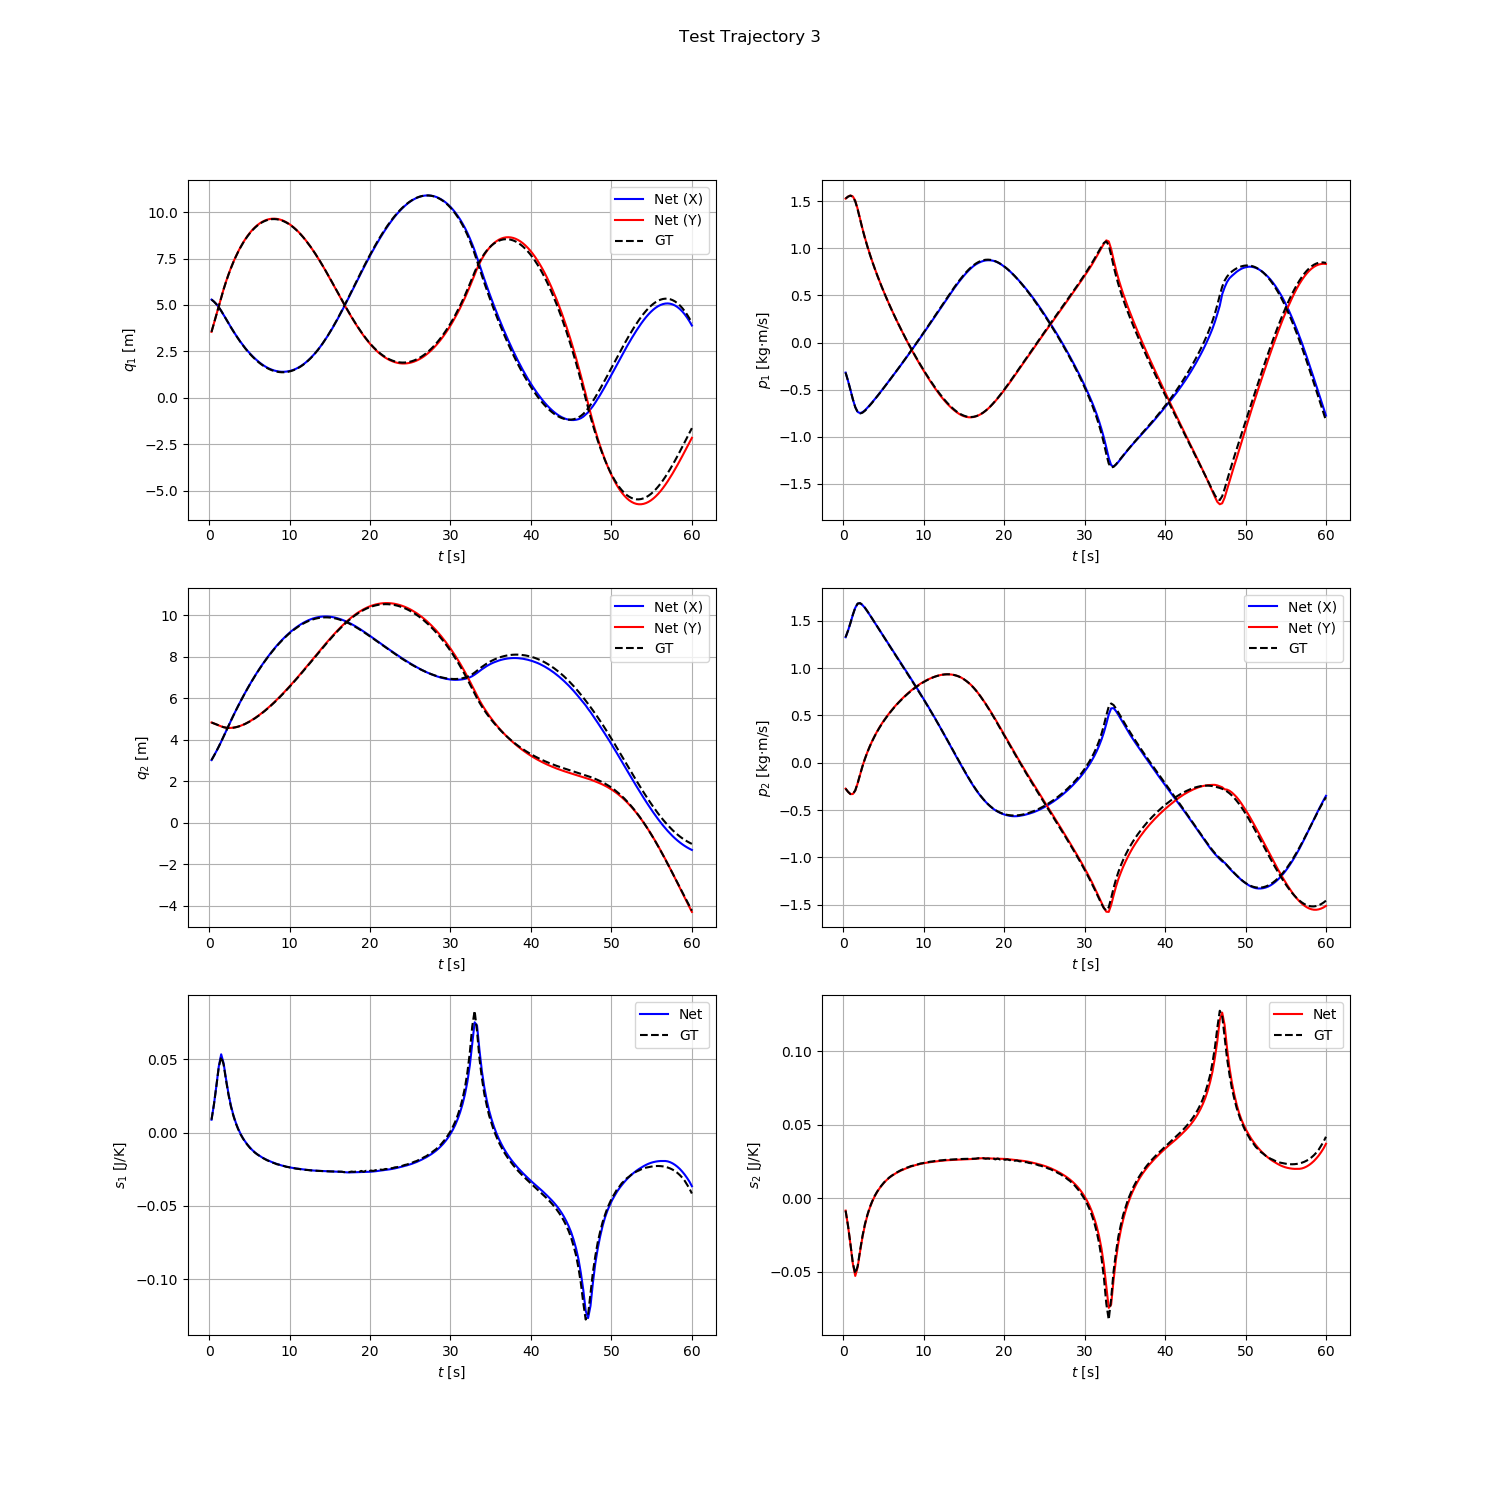 Test Trajectory 3
q₁ [m]
10.0
7.5
5.0
2.5
0.0
−2.5
−5.0
Net (X)
Net (Y)
GT
0 10 20 30 40 50 60
t [s]
p₁ [kg·m/s]
1.5
1.0
0.5
0.0
−0.5
−1.0
−1.5
0 10 20 30 40 50 60
t [s]
q₂ [m]
10
8
6
4
2
0
−2
−4
Net (X)
Net (Y)
GT
0 10 20 30 40 50 60
t [s]
p₂ [kg·m/s]
1.5
1.0
0.5
0.0
−0.5
−1.0
−1.5
Net (X)
Net (Y)
GT
0 10 20 30 40 50 60
t [s]
s₁ [J/K]
0.05
0.00
−0.05
−0.10
Net
GT
0 10 20 30 40 50 60
t [s]
s₂ [J/K]
0.10
0.05
0.00
−0.05
Net
GT
0 10 20 30 40 50 60
t [s]